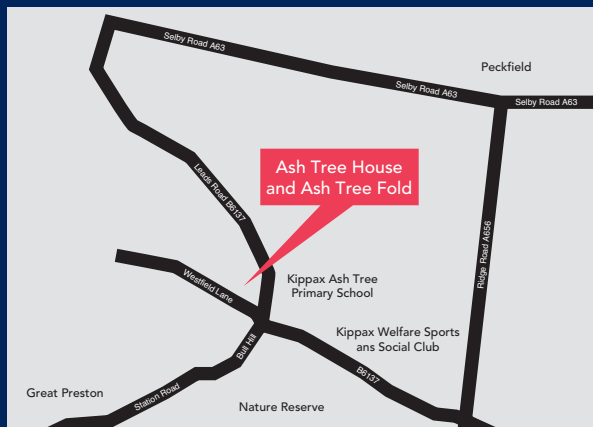 Selby Road A63
Peckfield
Selby Road A63
Selby Road A63
Ash Tree House
and Ash Tree Fold
Leads Road B6137
Ridge Road A656
Westfield Lane
Kippax Ash Tree
Primary School
Kippax Welfare Sports
ans Social Club
Bull Hill
B6137
Great Preston
Station Road
Nature Reserve